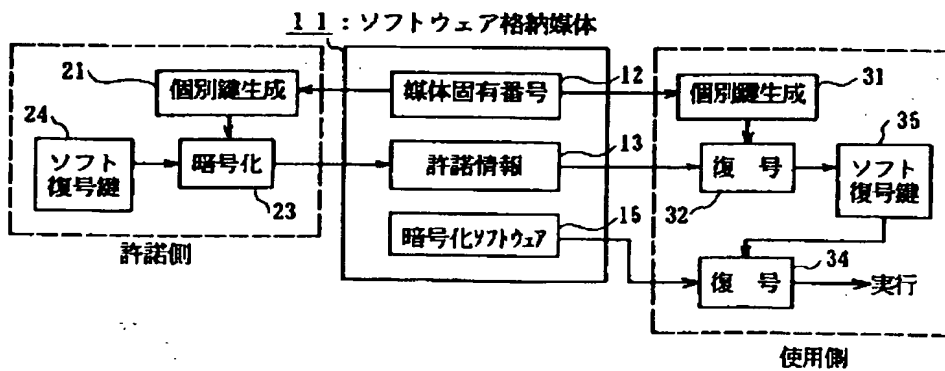 11:ソフトウェア格納媒体
21
個別鍵生成
24
ソフト
復号鍵
暗号化
23
許諾側
媒体固有番号
12
許諾情報
13
暗号化ソフトウェア
15
個別鍵生成
31
復 号
32
ソフト
復号鍵
35
復 号
34
実行
使用側